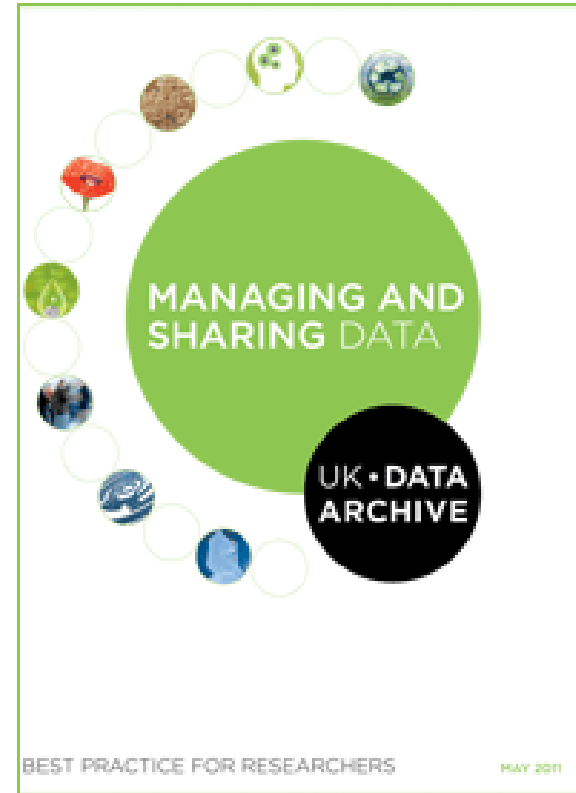 MANAGING AND
SHARING DATA
UK • DATA
ARCHIVE
BEST PRACTICE FOR RESEARCHERS
MAY 2011